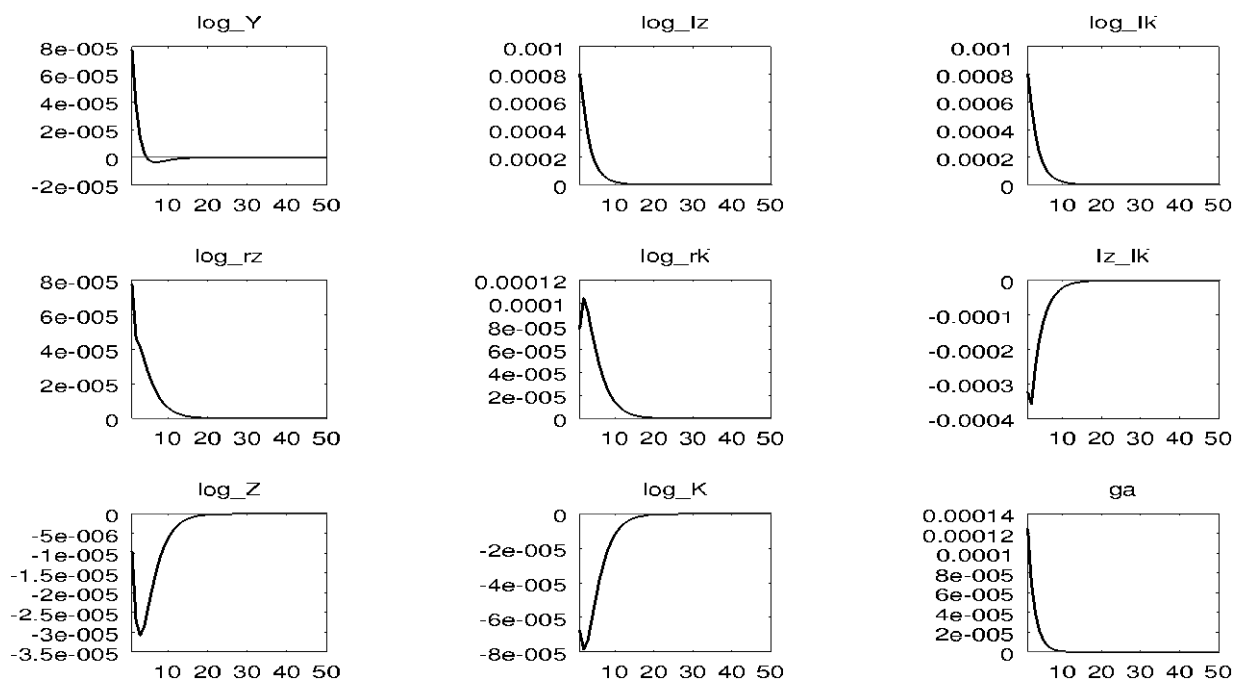 log_Y
8e-005
6e-005
4e-005
2e-005
0
-2e-005
10 20 30 40 50
log_Iz
0.001
0.0008
0.0006
0.0004
0.0002
0
10 20 30 40 50
log_Ik
0.001
0.0008
0.0006
0.0004
0.0002
0
10 20 30 40 50
log_rz
8e-005
6e-005
4e-005
2e-005
0
10 20 30 40 50
log_rk
0.00012
0.0001
8e-005
6e-005
4e-005
2e-005
0
10 20 30 40 50
Iz_Ik
0
-0.0001
-0.0002
-0.0003
-0.0004
10 20 30 40 50
log_Z
0
-5e-006
-1e-005
-1.5e-005
-2e-005
-2.5e-005
-3e-005
-3.5e-005
10 20 30 40 50
log_K
0
-2e-005
-4e-005
-6e-005
-8e-005
10 20 30 40 50
ga
0.00014
0.00012
0.0001
8e-005
6e-005
4e-005
2e-005
0
10 20 30 40 50